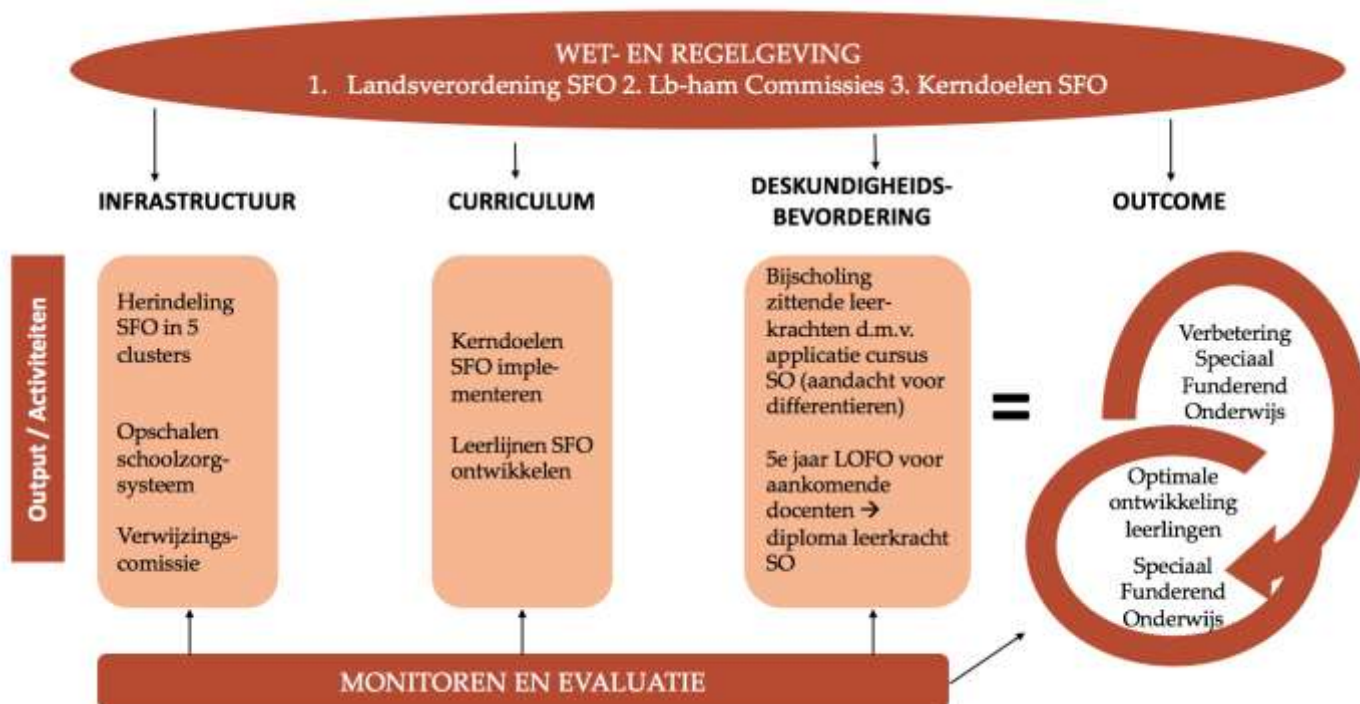 WET- EN REGELGEVING
1. Landsverordening SFO 2. Lb-ham Commissies 3. Kerndoelen SFO
INFRASTRUCTUUR
CURRICULUM
DESKUNDIGHEIDS-
BEVORDERING
OUTCOME
Output / Activiteiten
Herindeling
SFO in 5
clusters
Opschalen
schoolzorg-
systeem
Verwijzings-
comissie
Kerndoelen
SFO imple-
menteren
Leerlijnen SFO
ontwikkelen
Bijscholing
zittende leer-
krachten d.m.v.
applicatie cursus
SO (aandacht voor
differentieren)
5e jaar LOFO voor
aankomende
docenten →
diploma leerkracht
SO
=
Verbetering
Speciaal
Funderend
Onderwijs
Optimale
ontwikkeling
leerlingen
Speciaal
Funderend
Onderwijs
MONITOREN EN EVALUATIE